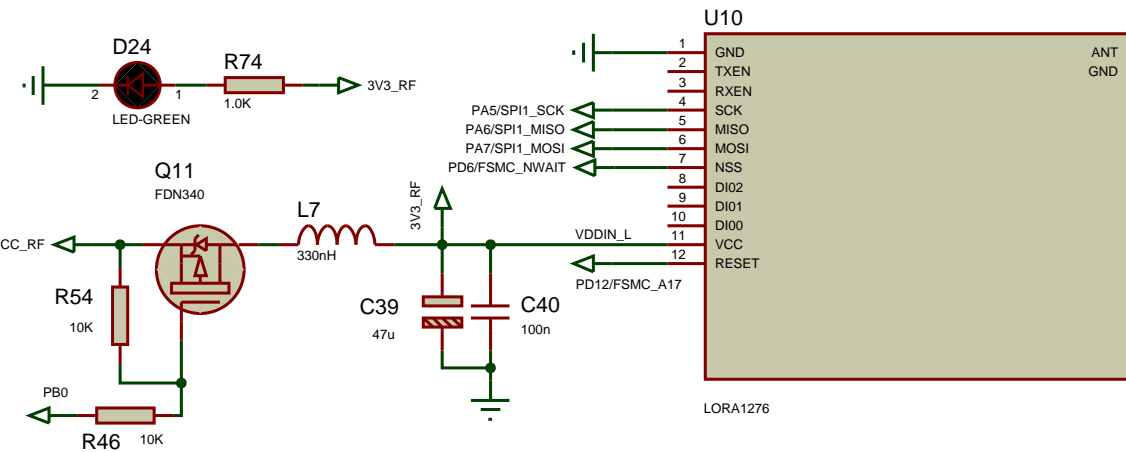 U10
D24
R74
2
1
LED-GREEN
1.0K
3V3_RF
1
GND
ANT
2
TXEN
GND
3
RXEN
PA5/SPI1_SCK
4
SCK
PA6/SPI1_MISO
5
MISO
PA7/SPI1_MOSI
6
MOSI
PD6/FSMC_NWAIT
7
NSS
8
DI02
9
DI01
10
DI00
VDDIN_L
11
VCC
PD12/FSMC_A17
12
RESET
LORA1276
Q11
FDN340
CC_RF
L7
330nH
3V3_RF
R54
10K
C39
47u
C40
100n
PB0
R46
10K